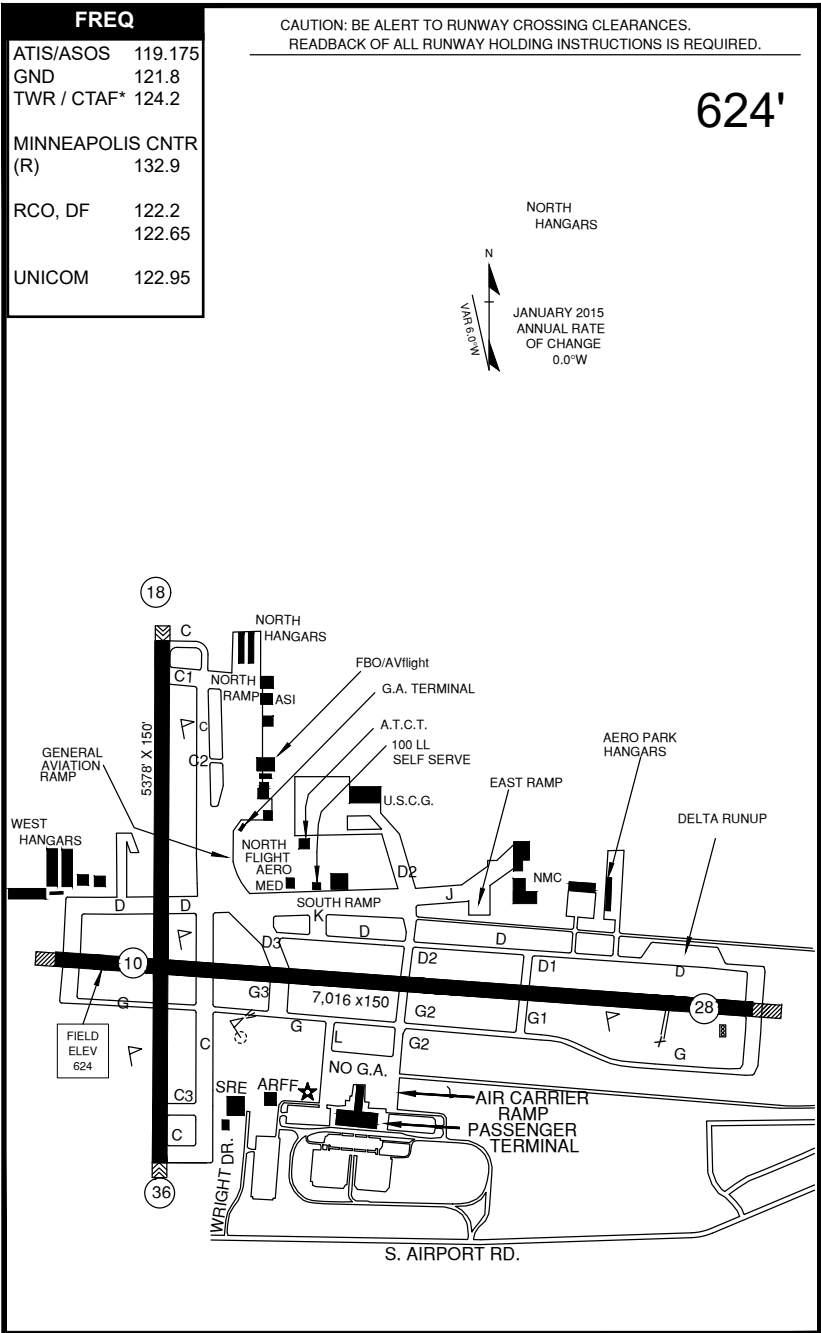 FREQ
ATIS/ASOS 119.175
GND 121.8
TWR / CTAF* 124.2
MINNEAPOLIS CNTR
(R) 132.9
RCO, DF 122.2
122.65
UNICOM 122.95
CAUTION: BE ALERT TO RUNWAY CROSSING CLEARANCES.
READBACK OF ALL RUNWAY HOLDING INSTRUCTIONS IS REQUIRED.
624'
NORTH
HANGARS
N
VAR 6.0°W
JANUARY 2015
ANNUAL RATE
OF CHANGE
0.0°W
18
C
NORTH
HANGARS
C1
NORTH
RAMP
ASI
FBO/AVflight
G.A. TERMINAL
C
A.T.C.T.
5378' X 150'
100 LL
SELF SERVE
AERO PARK
HANGARS
GENERAL
AVIATION
RAMP
C2
EAST RAMP
U.S.C.G.
DELTA RUNUP
WEST
HANGARS
NORTH
FLIGHT
AERO
MED
D2
NMC
J
D
D
SOUTH RAMP
K
D
D
D3
D2
D1
D
10
G3
7,016 x150
G2
G1
28
G
G
FIELD
ELEV
624
C
L
G2
G
NO G.A.
C3
SRE
ARFF
AIR CARRIER
RAMP
PASSENGER
TERMINAL
C
36
WRIGHT DR.
S. AIRPORT RD.